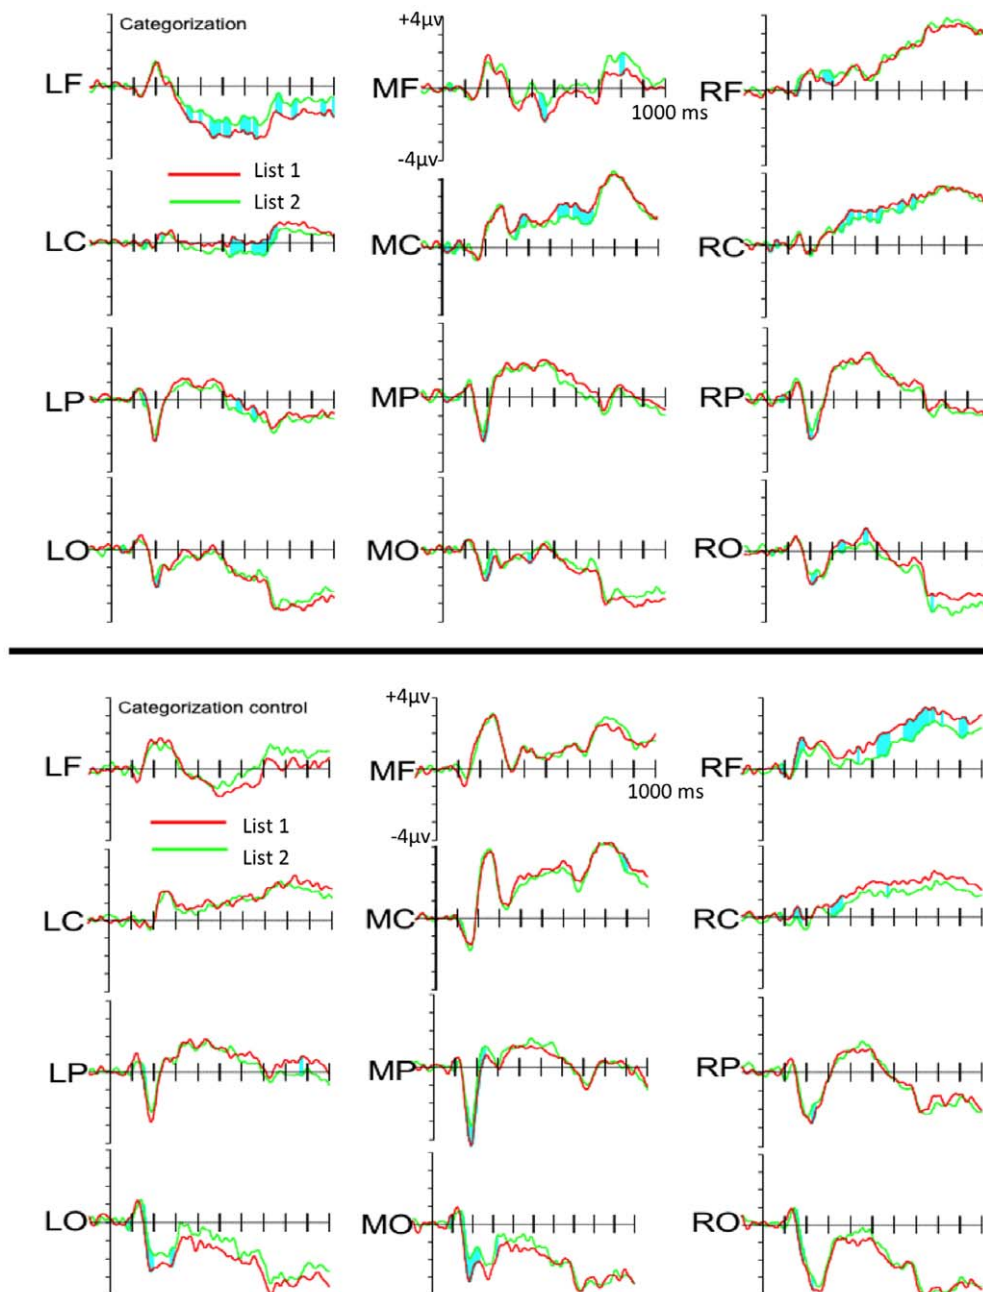 Categorization
+4μv
LF
MF
RF
1000 ms
-4μv
List 1
List 2
LC
MC
RC
LP
MP
RP
LO
MO
RO
Categorization control
+4μv
LF
MF
RF
1000 ms
-4μv
List 1
List 2
LC
MC
RC
LP
MP
RP
LO
MO
RO